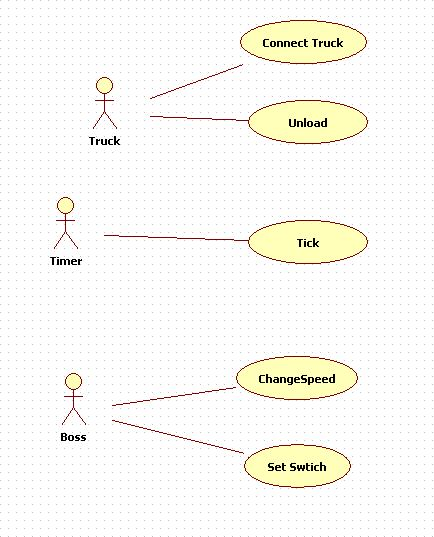 Connect Truck
Unload
Truck
Tick
Timer
ChangeSpeed
Boss
Set Swtich